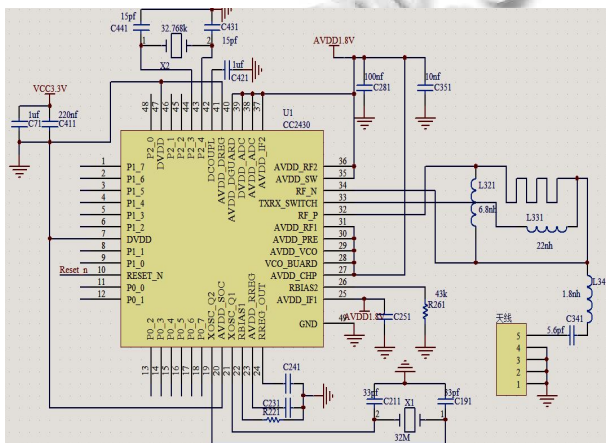 15pf
C441
32.768k
C431
1
2
15pf
X2
1uf
C421
AVDD1.8V
100nf
C281
10nf
C351
VCC3.3V
1uf
C71
220nf
C411
U1
CC2430
48
47
46
45
44
43
42
41
40
39
38
37
P2_0
DVDD
P2_1
P2_2
P2_3
P2_4
DCOUPL
AVDD_DREG
AVDD_DGUARD
DVDD_ADC
AVDD_ADC
AVDD_IF2
1 P1_7
2 P1_6
3 P1_5
4 P1_4
5 P1_3
6 P1_2
7 DVDD
8 P1_1
9 P1_0
Reset_n 10 RESET_N
11 P0_0
12 P0_1
AVDD_RF2 36
AVDD_SW 35
RF_N 34
TXRX_SWITCH 33
RF_P 32
AVDD_RF1 31
AVDD_PRE 30
AVDD_VCO 29
VCO_BUARD 28
AVDD_CHP 27
RBIAS2 26
AVDD_IF1 25
GND 49
P0_2
P0_3
P0_4
P0_5
P0_6
P0_7
XOSC_Q2
AVDD_SOC
XOSC_Q1
RBIAS1
AVDD_RREG
RREG_OUT
13
14
15
16
17
18
19
20
21
22
23
24
L321
6.8nh
L331
22nh
L34
1.8nh
43k
R261
AVDD1.8V
C251
天线
5
4
3
2
1
5.6pf
C341
C241
C231
R221
33pf
C211
X1
33pf
C191
2
1
32M